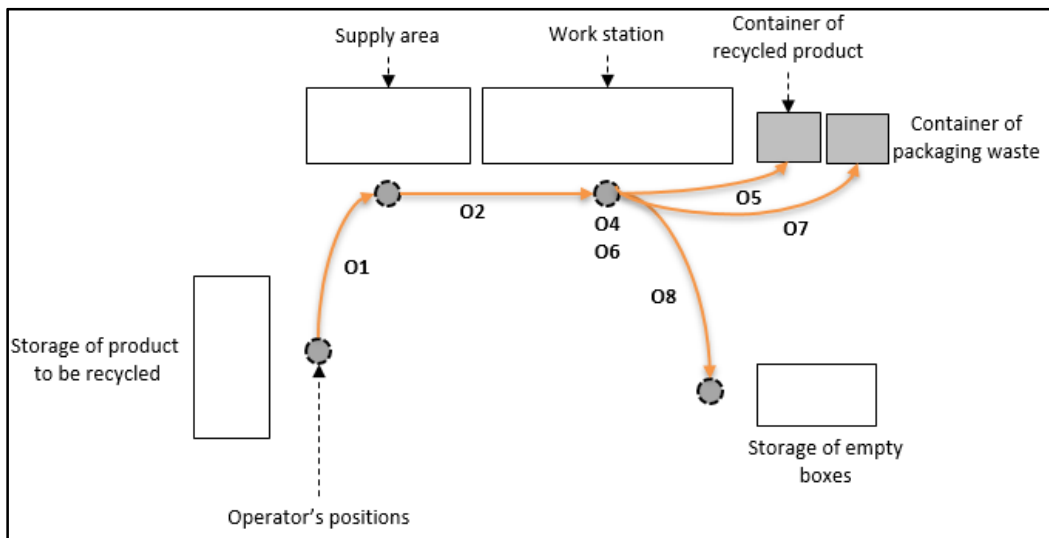 Supply area
Work station
Container
of recycled
product
Container of
packaging waste
O5
O2
O4
O7
O6
O1
O8
Storage of product
to be recycled
Storage of empty
boxes
Operator's positions